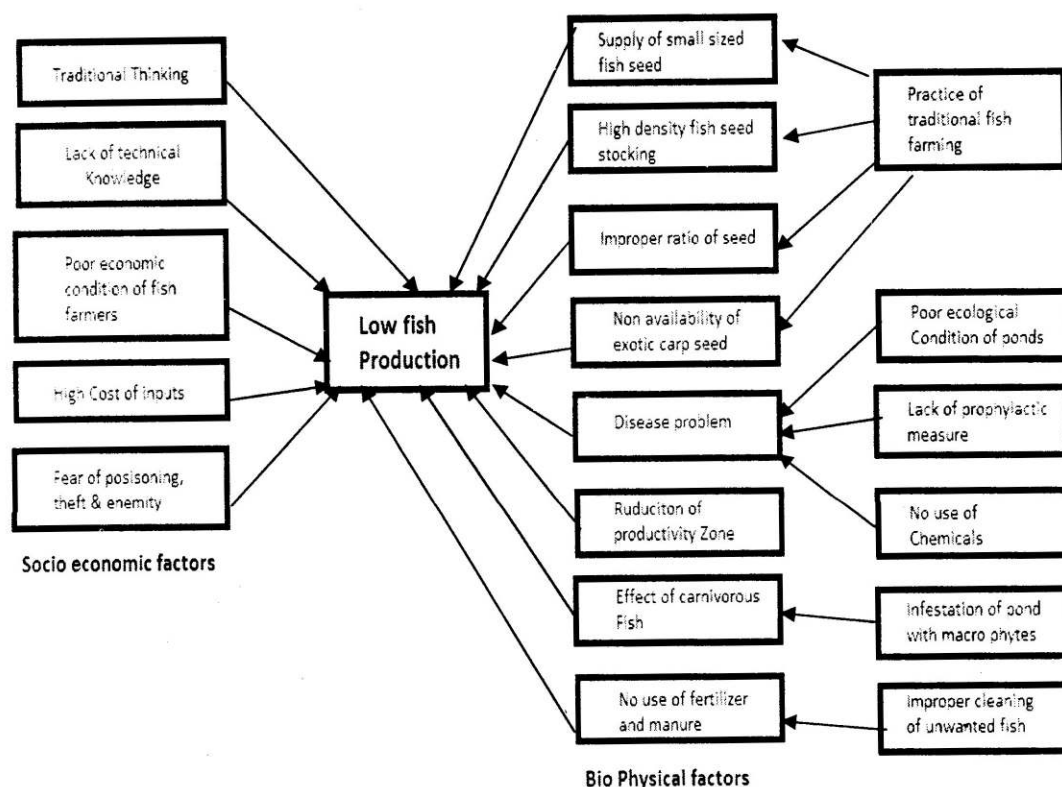 Traditional Thinking
Lack of technical
Knowledge
Poor economic
condition of fish
farmers
High Cost of inputs
Fear of posisoning,
theft & enemity
Socio economic factors
Low fish
Production
Supply of small sized
fish seed
High density fish seed
stocking
Improper ratio of seed
Non availability of
exotic carp seed
Disease problem
Ruduciton of
productivity Zone
Effect of carnivorous
Fish
No use of fertilizer
and manure
Bio Physical factors
Practice of
traditional fish
farming
Poor ecological
Condition of ponds
Lack of prophylactic
measure
No use of
Chemicals
Infestation of pond
with macro phytes
Improper cleaning
of unwanted fish